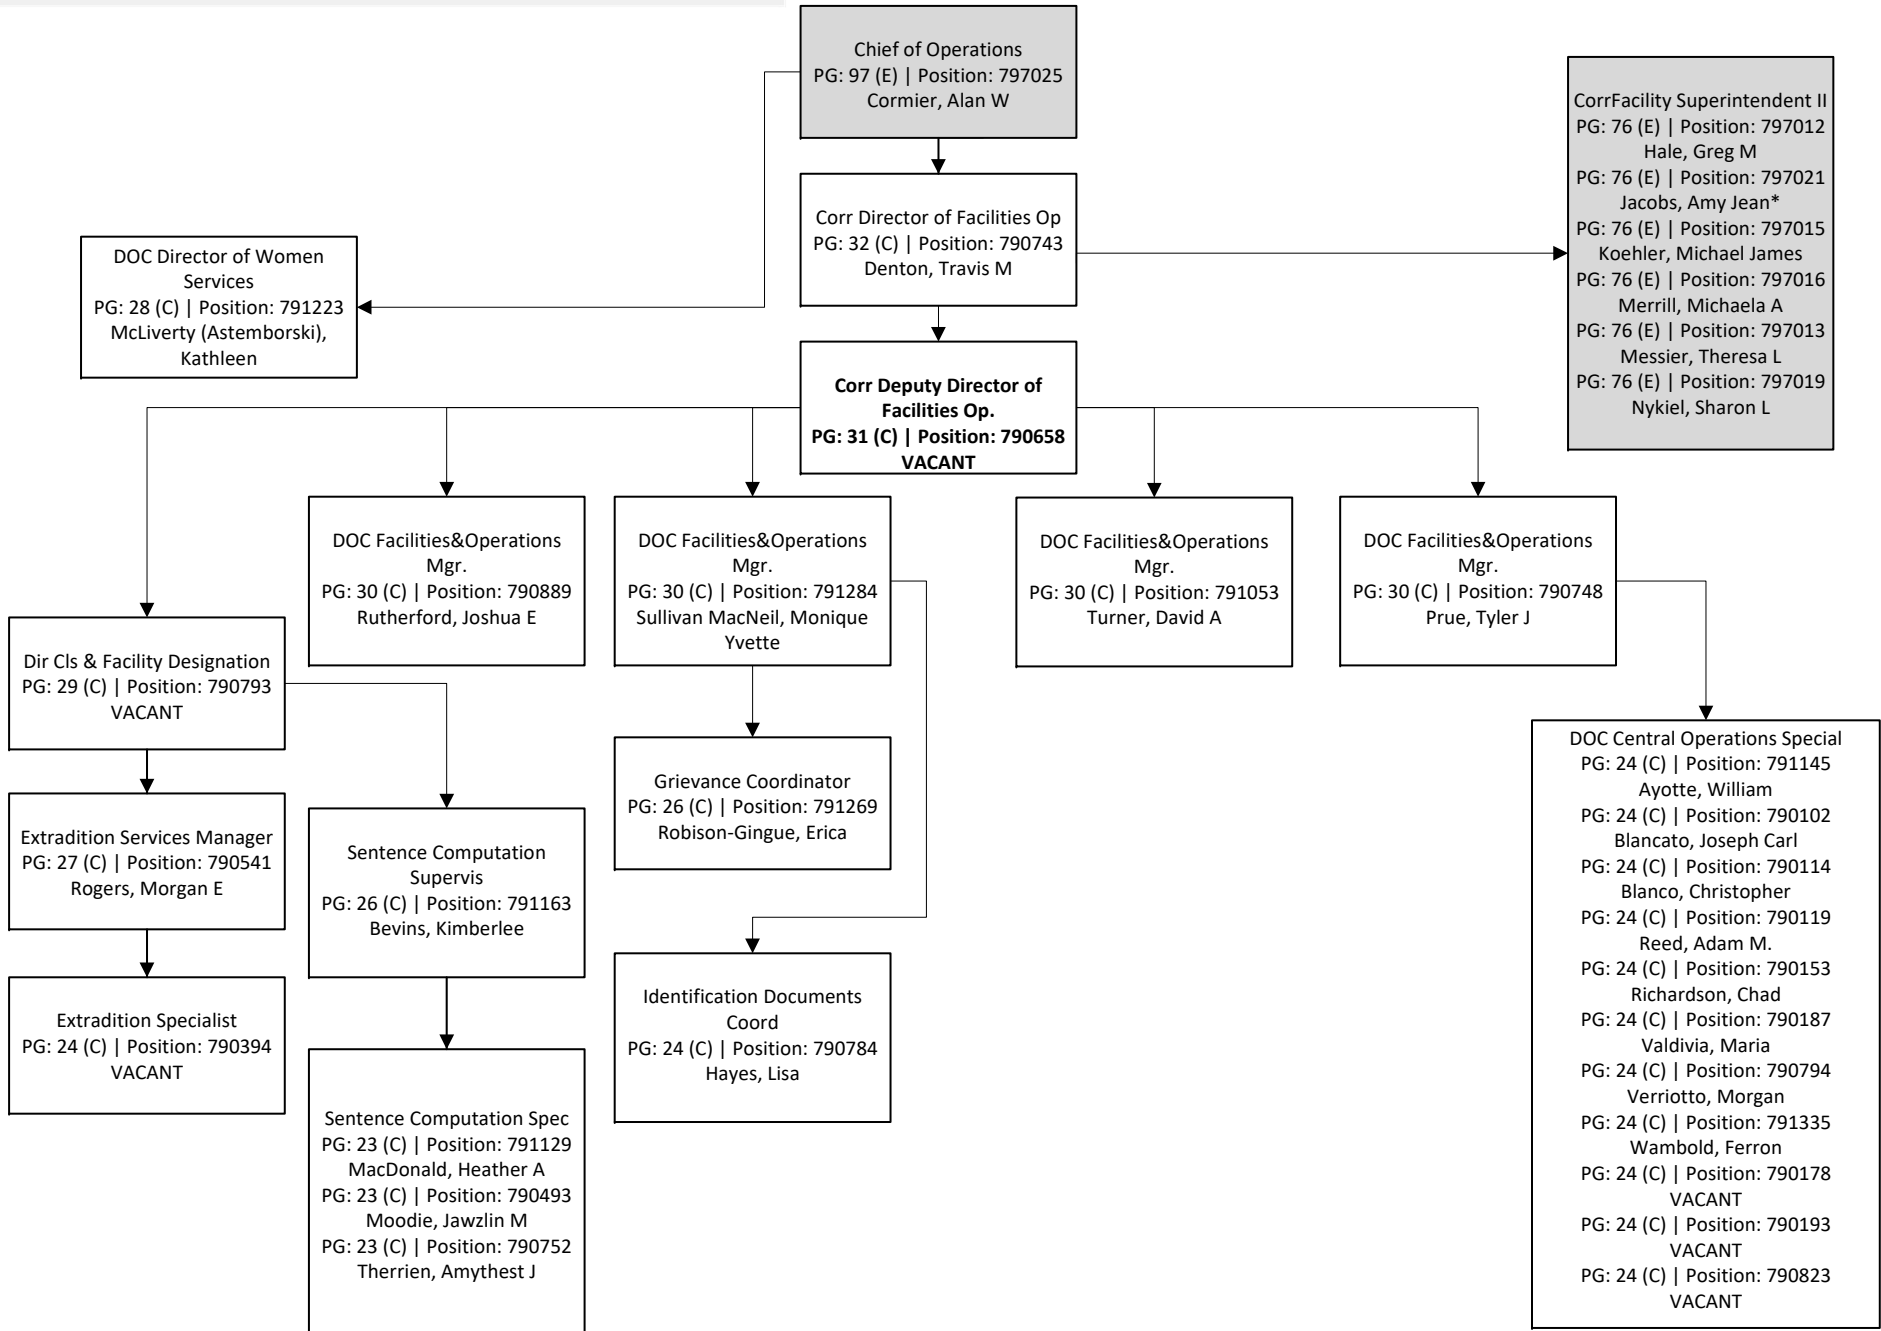 Chief of Operations
PG: 97 (E) | Position: 797025
Cormier, Alan W
CorrFacility Superintendent II
PG: 76 (E) | Position: 797012
Hale, Greg M
PG: 76 (E) | Position: 797021
Jacobs, Amy Jean*
PG: 76 (E) | Position: 797015
Koehler, Michael James
PG: 76 (E) | Position: 797016
Merrill, Michaela A
PG: 76 (E) | Position: 797013
Messier, Theresa L
PG: 76 (E) | Position: 797019
Nykiel, Sharon L
Corr Director of Facilities Op
PG: 32 (C) | Position: 790743
Denton, Travis M
DOC Director of Women
Services
PG: 28 (C) | Position: 791223
McLiverty (Astemborski),
Kathleen
Corr Deputy Director of
Facilities Op.
PG: 31 (C) | Position: 790658
VACANT
DOC Facilities&Operations
Mgr.
PG: 30 (C) | Position: 790889
Rutherford, Joshua E
DOC Facilities&Operations
Mgr.
PG: 30 (C) | Position: 791284
Sullivan MacNeil, Monique
Yvette
DOC Facilities&Operations
Mgr.
PG: 30 (C) | Position: 791053
Turner, David A
DOC Facilities&Operations
Mgr.
PG: 30 (C) | Position: 790748
Prue, Tyler J
Dir Cls & Facility Designation
PG: 29 (C) | Position: 790793
VACANT
Extradition Services Manager
PG: 27 (C) | Position: 790541
Rogers, Morgan E
Extradition Specialist
PG: 24 (C) | Position: 790394
VACANT
Sentence Computation
Supervis
PG: 26 (C) | Position: 791163
Bevins, Kimberlee
Sentence Computation Spec
PG: 23 (C) | Position: 791129
MacDonald, Heather A
PG: 23 (C) | Position: 790493
Moodie, Jawzlin M
PG: 23 (C) | Position: 790752
Therrien, Amythest J
Grievance Coordinator
PG: 26 (C) | Position: 791269
Robison-Gingue, Erica
Identification Documents
Coord
PG: 24 (C) | Position: 790784
Hayes, Lisa
DOC Central Operations Special
PG: 24 (C) | Position: 791145
Ayotte, William
PG: 24 (C) | Position: 790102
Blancato, Joseph Carl
PG: 24 (C) | Position: 790114
Blanco, Christopher
PG: 24 (C) | Position: 790119
Reed, Adam M.
PG: 24 (C) | Position: 790153
Richardson, Chad
PG: 24 (C) | Position: 790187
Valdivia, Maria
PG: 24 (C) | Position: 790794
Verriotto, Morgan
PG: 24 (C) | Position: 791335
Wambold, Ferron
PG: 24 (C) | Position: 790178
VACANT
PG: 24 (C) | Position: 790193
VACANT
PG: 24 (C) | Position: 790823
VACANT